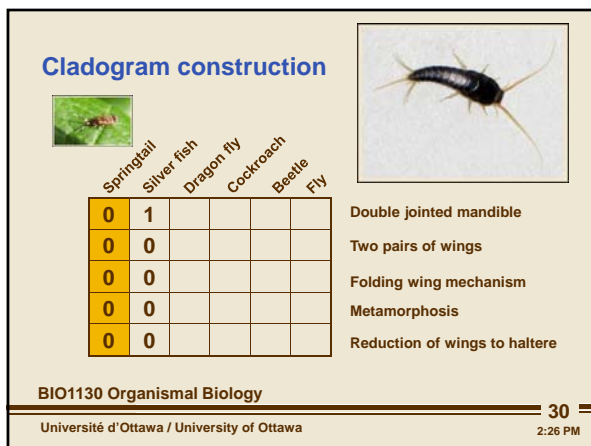 Cladogram construction
Springtail
Silver fish
Dragon fly
Cockroach
Beetle
Fly
0 1 Double jointed mandible
0 0 Two pairs of wings
0 0 Folding wing mechanism
0 0 Metamorphosis
0 0 Reduction of wings to haltere
BIO1130 Organismal Biology
30
Université d'Ottawa / University of Ottawa
2:26 PM